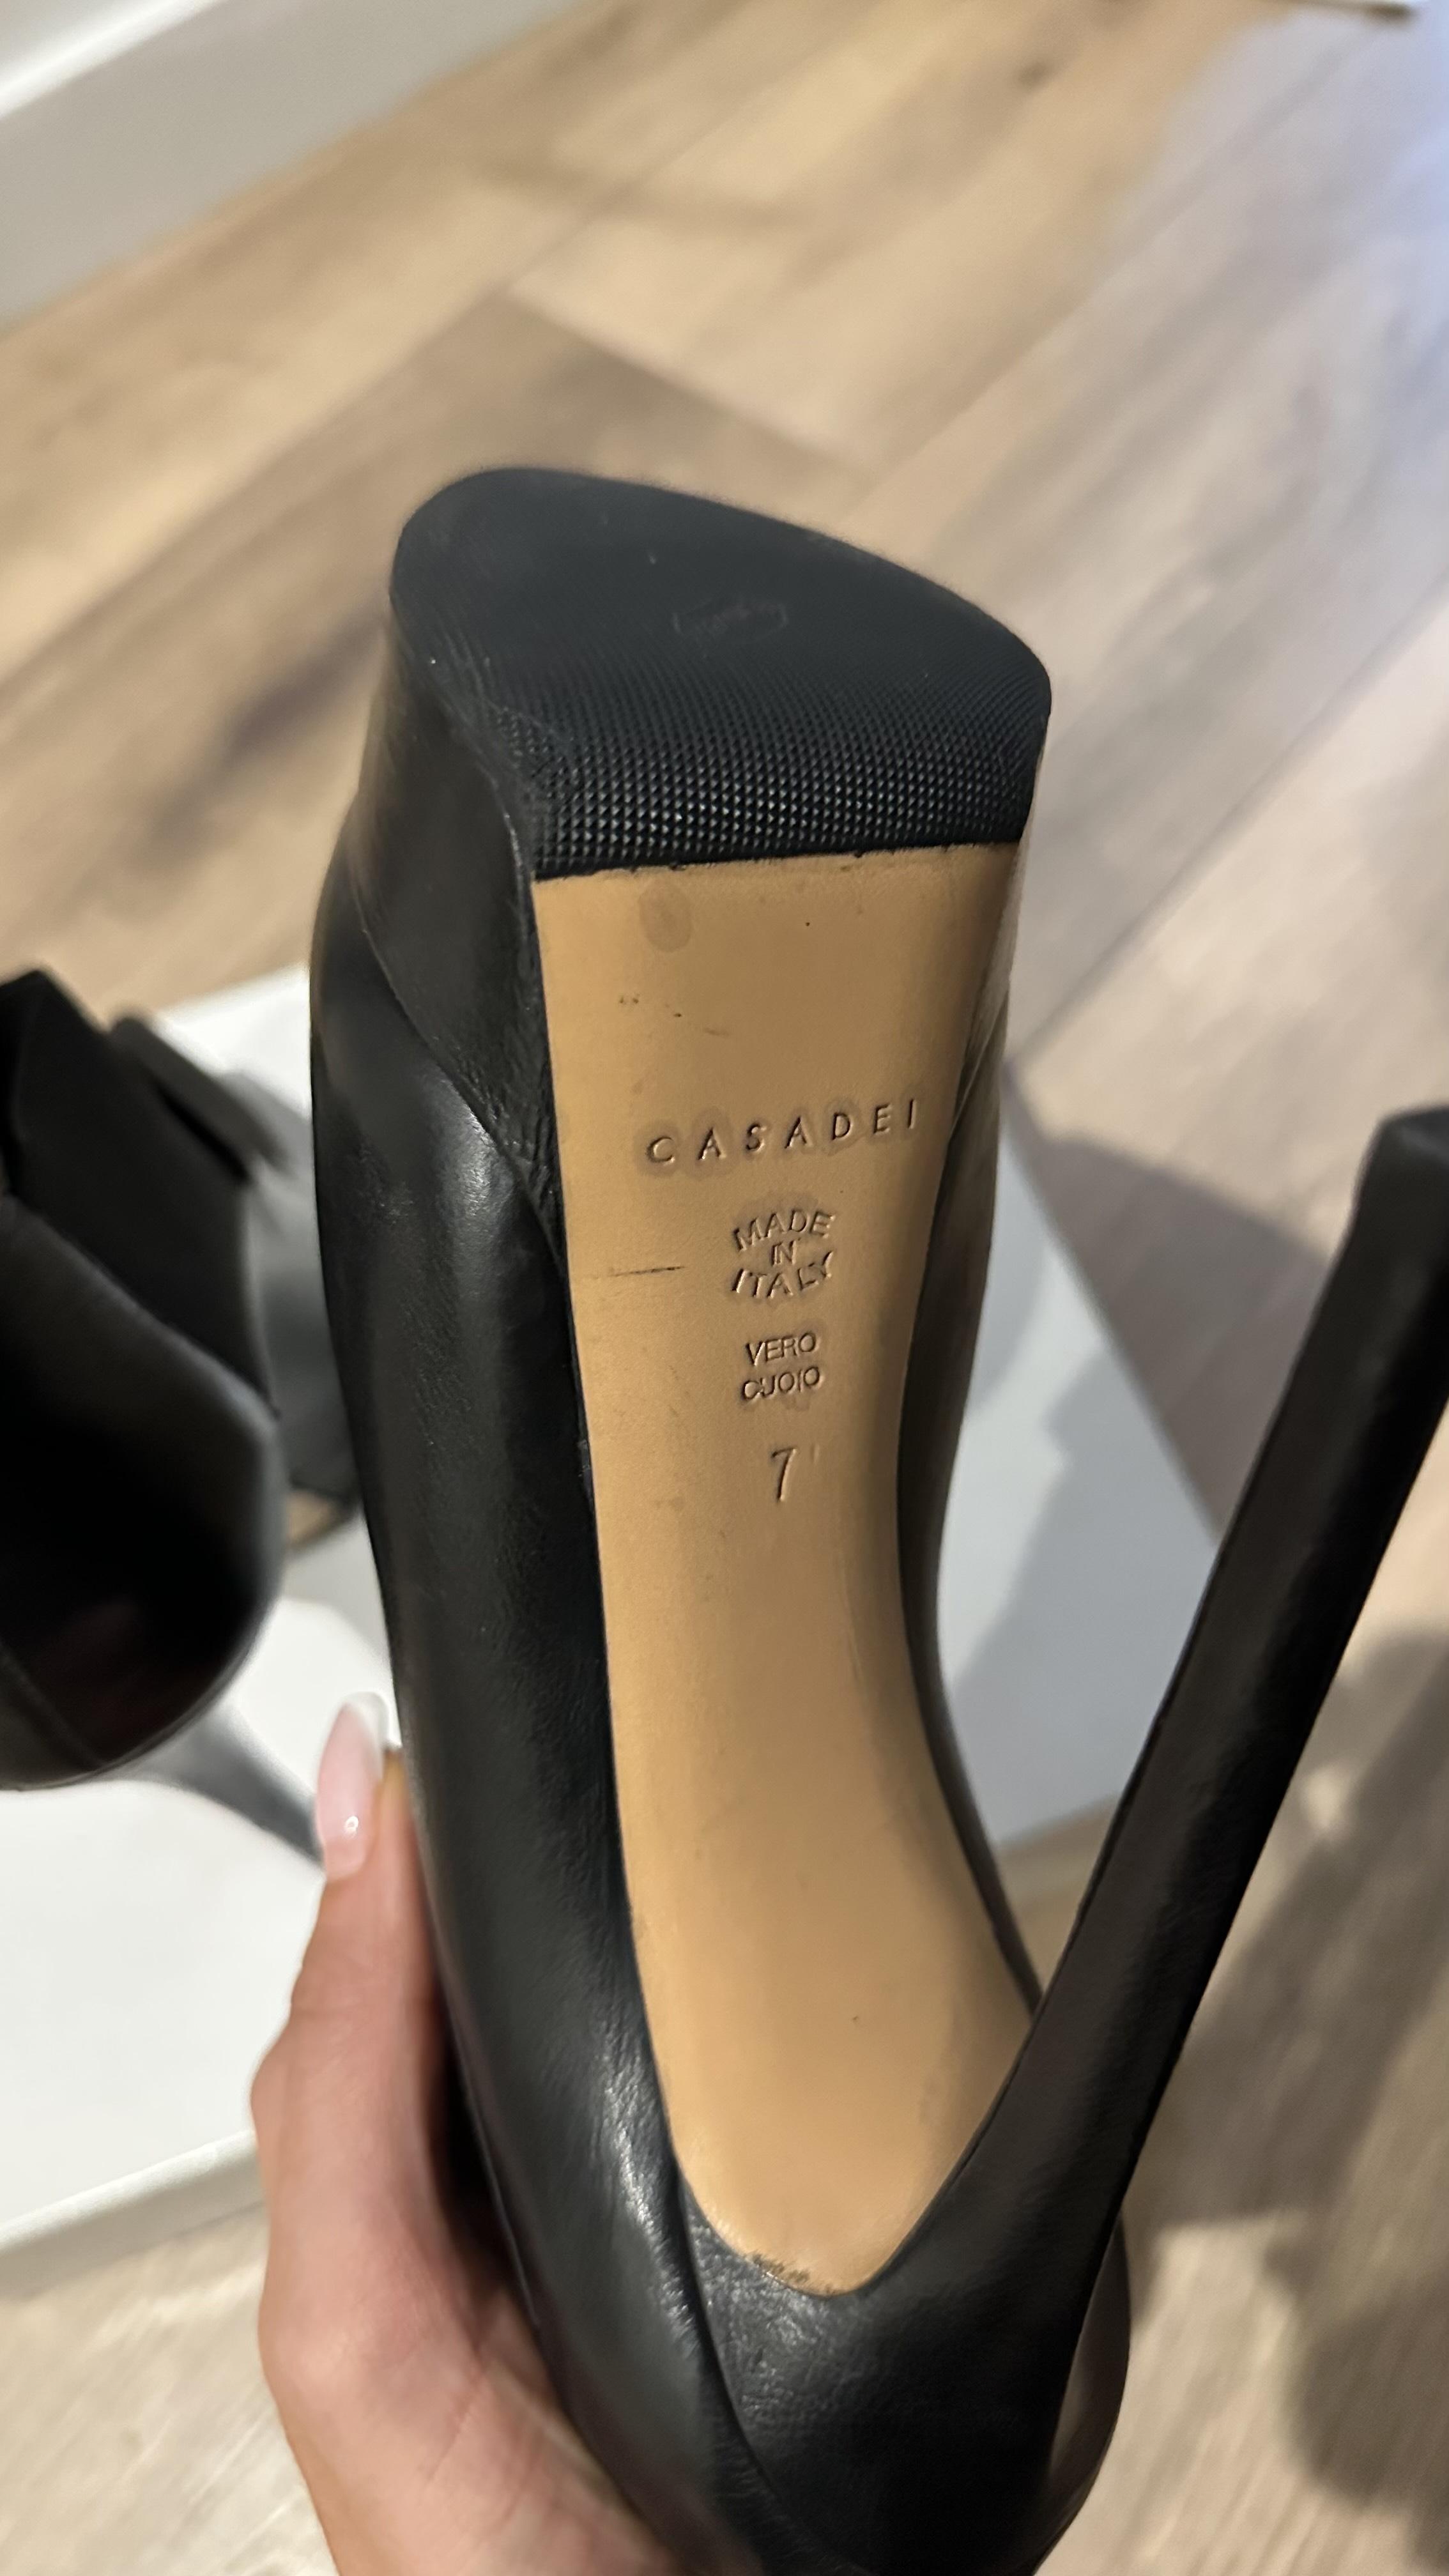 CASADEI
MADE
IN
ITALY
VERO
CUOIO
7